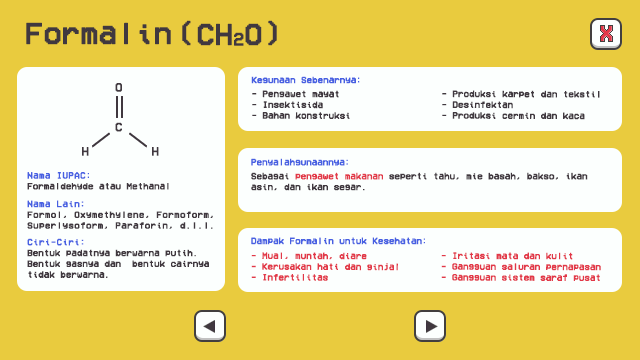 Formalin(CH₂O)
X
O
C
H H
Nama IUPAC:
Formaldehyde atau Methanal
Nama Lain:
Formol, Oxymethylene, Formoform,
Superlysoform, Paraforin, d.l.l.
Ciri-Ciri:
Bentuk padatnya berwarna putih.
Bentuk gasnya dan bentuk cairnya
tidak berwarna.
Kegunaan Sebenarnya:
- Pengawet mayat
- Insektisida
- Bahan konstruksi
- Produksi karpet dan tekstil
- Desinfektan
- Produksi cermin dan kaca
Penyalahgunaannya:
Sebagai pengawet makanan seperti tahu, mie basah, bakso, ikan
asin, dan ikan segar.
Dampak Formalin untuk Kesehatan:
- Mual, muntah, diare
- Kerusakan hati dan ginjal
- Infertilitas
- Iritasi mata dan kulit
- Gangguan saluran pernapasan
- Gangguan sistem saraf pusat